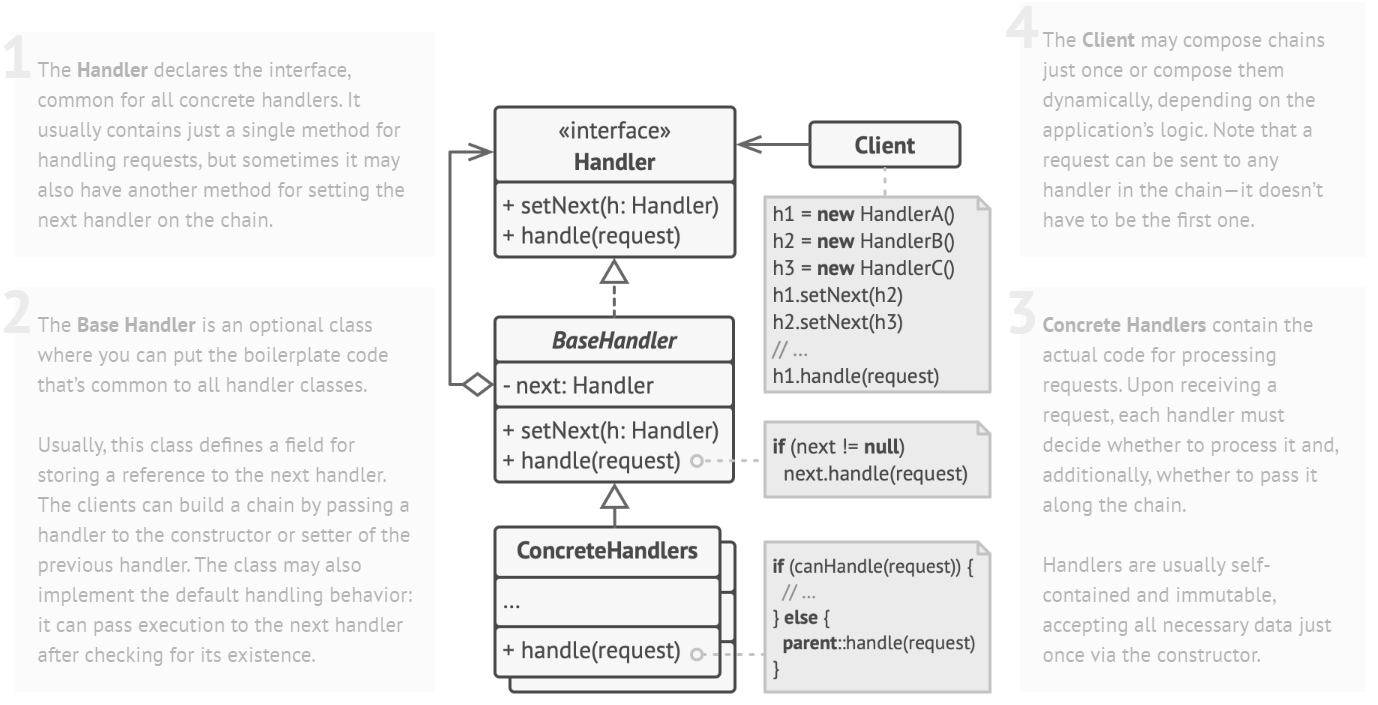 1
The Handler declares the interface,
common for all concrete handlers. It
usually contains just a single method for
handling requests, but sometimes it may
also have another method for setting the
next handler on the chain.
2
The Base Handler is an optional class
where you can put the boilerplate code
that’s common to all handler classes.
Usually, this class defines a field for
storing a reference to the next handler.
The clients can build a chain by passing a
handler to the constructor or setter of the
previous handler. The class may also
implement the default handling behavior:
it can pass execution to the next handler
after checking for its existence.
«interface»
Handler
+ setNext(h: Handler)
+ handle(request)
BaseHandler
- next: Handler
+ setNext(h: Handler)
+ handle(request)
ConcreteHandlers
...
+ handle(request)
Client
h1 = new HandlerA()
h2 = new HandlerB()
h3 = new HandlerC()
h1.setNext(h2)
h2.setNext(h3)
// ...
h1.handle(request)
if (next != null)
next.handle(request)
if (canHandle(request)) {
// ...
} else {
parent::handle(request)
}
4
The Client may compose chains
just once or compose them
dynamically, depending on the
application’s logic. Note that a
request can be sent to any
handler in the chain—it doesn’t
have to be the first one.
3
Concrete Handlers contain the
actual code for processing
requests. Upon receiving a
request, each handler must
decide whether to process it and,
additionally, whether to pass it
along the chain.
Handlers are usually self-
contained and immutable,
accepting all necessary data just
once via the constructor.